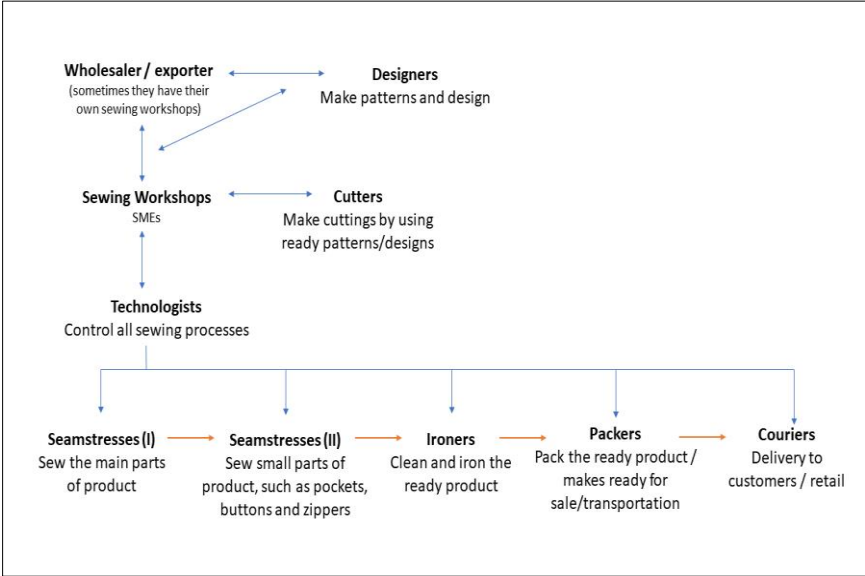 Wholesaler / exporter
(sometimes they have their
own sewing workshops)
Designers
Make patterns and design
Sewing Workshops
SMEs
Cutters
Make cuttings by using
ready patterns/designs
Technologists
Control all sewing processes
Seamstresses (I)
Sew the main parts
of product
Seamstresses (II)
Sew small parts of
product, such as pockets,
buttons and zippers
Ironers
Clean and iron the
ready product
Packers
Pack the ready product /
makes ready for
sale/transportation
Couriers
Delivery to
customers / retail